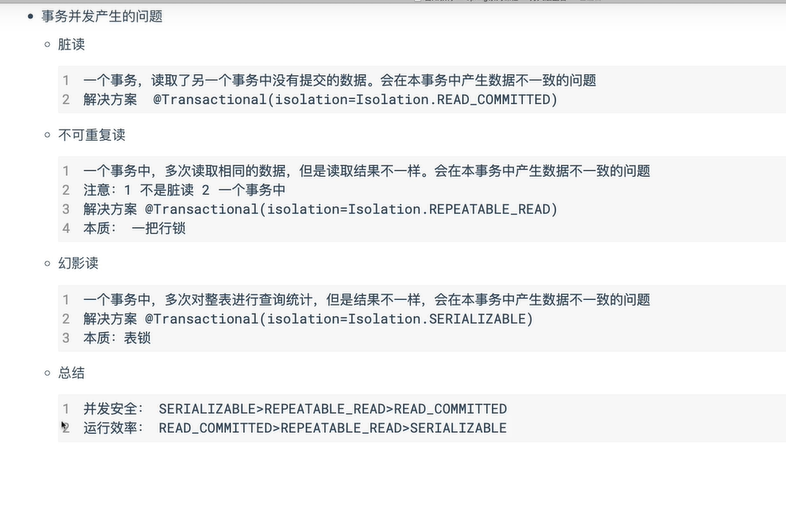 事务并发产生的问题
脏读
1 一个事务，读取了另一个事务中没有提交的数据。会在本事务中产生数据不一致的问题
2 解决方案  @Transactional(isolation=Isolation.READ_COMMITTED)
不可重复读
1 一个事务中，多次读取相同的数据，但是读取结果不一样。会在本事务中产生数据不一致的问题
2 注意：1 不是脏读 2 一个事务中
3 解决方案 @Transactional(isolation=Isolation.REPEATABLE_READ)
4 本质： 一把行锁
幻影读
1 一个事务中，多次对整表进行查询统计，但是结果不一样，会在本事务中产生数据不一致的问题
2 解决方案 @Transactional(isolation=Isolation.SERIALIZABLE)
3 本质：表锁
总结
1 并发安全： SERIALIZABLE>REPEATABLE_READ>READ_COMMITTED
2 运行效率： READ_COMMITTED>REPEATABLE_READ>SERIALIZABLE